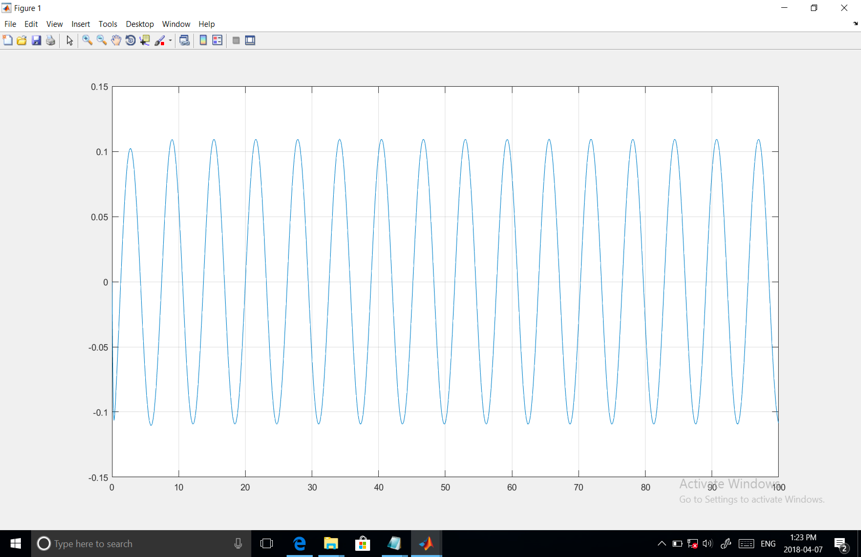 Figure 1
File Edit View Insert Tools Desktop Window Help
0.15
0.1
0.05
0
-0.05
-0.1
-0.15
0 10 20 30 40 50 60 70 80 90 100
Activate Windows
Go to Settings to activate Windows.
Type here to search
ENG
1:23 PM
2018-04-07
2